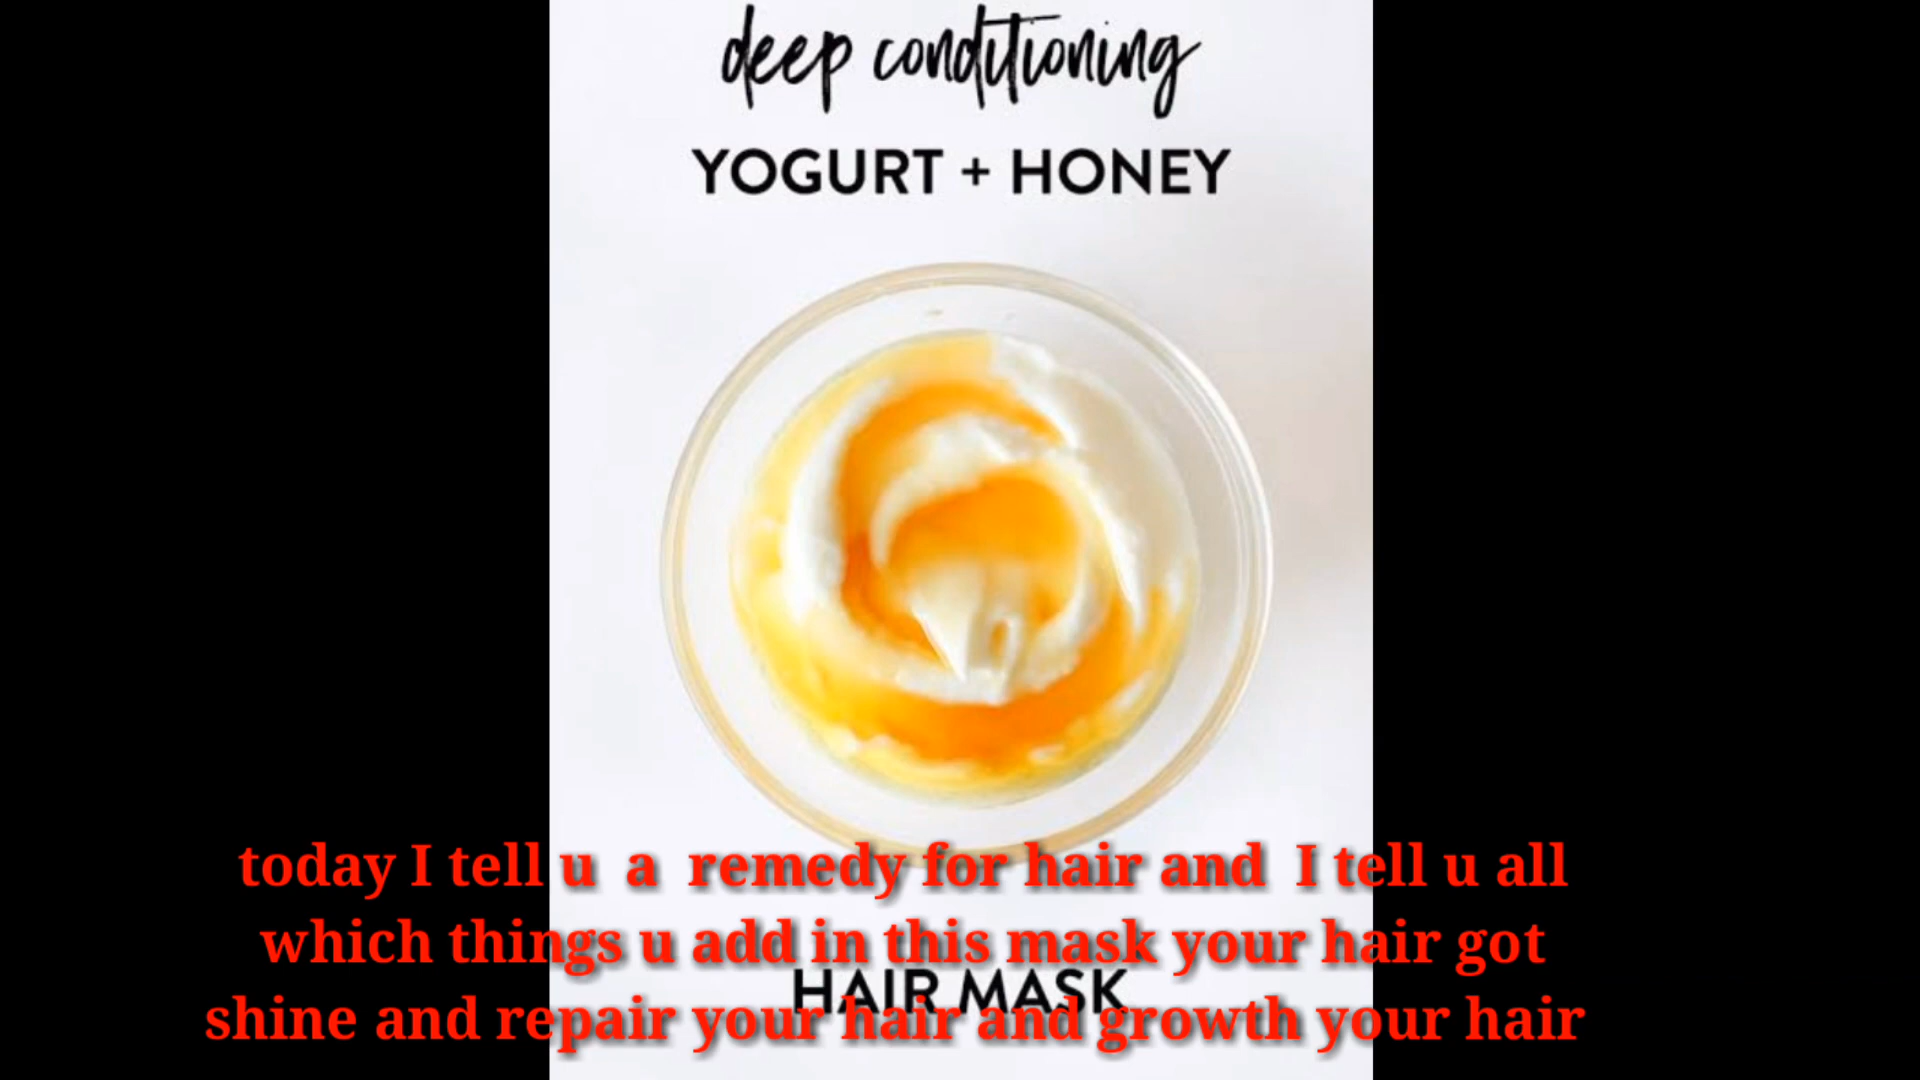 deep conditioning
YOGURT + HONEY
today I tell u a remedy for hair and I tell u all
which things u add in this mask your hair got
HAIR MASK
shine and repair your hair and growth your hair